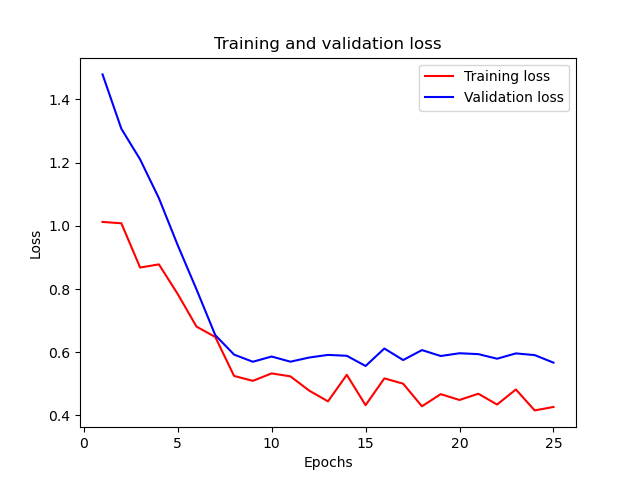 Training and validation loss
Training loss
Validation loss
Loss
1.4
1.2
1.0
0.8
0.6
0.4
0 5 10 15 20 25
Epochs